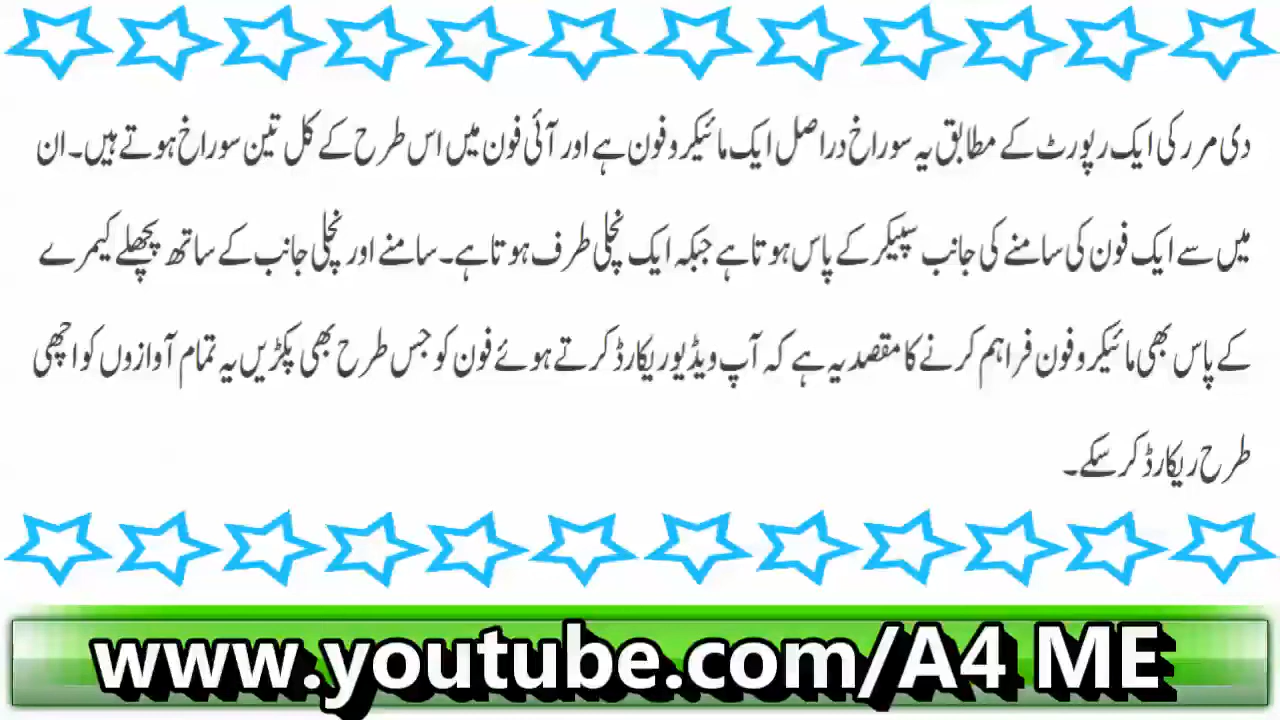 دی مرر کی ایک رپورٹ کے مطابق یہ سوراخ دراصل ایک مائیکروفون ہے اور آئی فون میں اس طرح کے کل تین سوراخ ہوتے ہیں۔ ان
میں سے ایک فون کی سامنے کی جانب سپیکر کے پاس ہوتا ہے جبکہ ایک نچلی طرف ہوتا ہے۔ سامنے اور نچلی جانب کے ساتھ پچھلے کیمرے
کے پاس بھی مائیکروفون فراہم کرنے کا مقصد یہ ہے کہ آپ ویڈیو ریکارڈ کرتے ہوئے فون کو جس طرح بھی پکڑیں یہ تمام آوازوں کو اچھی
طرح ریکارڈ کر سکے۔
www.youtube.com/A4 ME